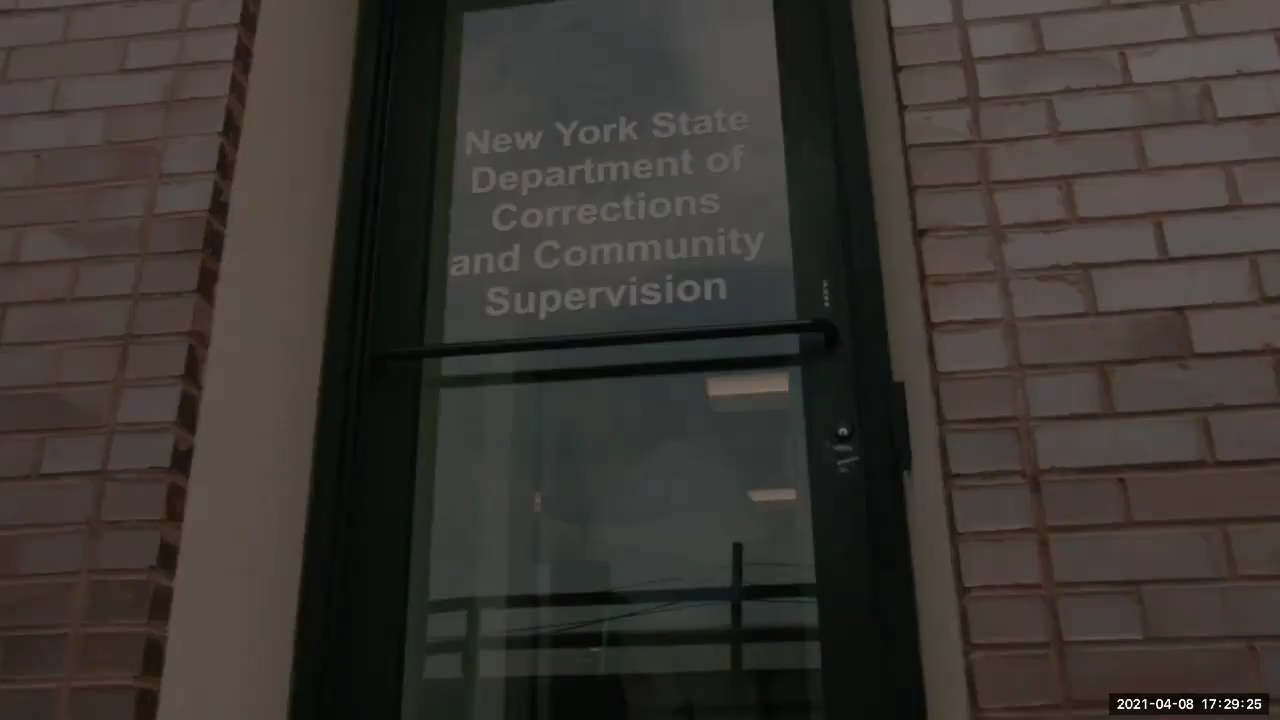 New York State
Department of
Corrections
and Community
Supervision
2021-04-08 17:29:25